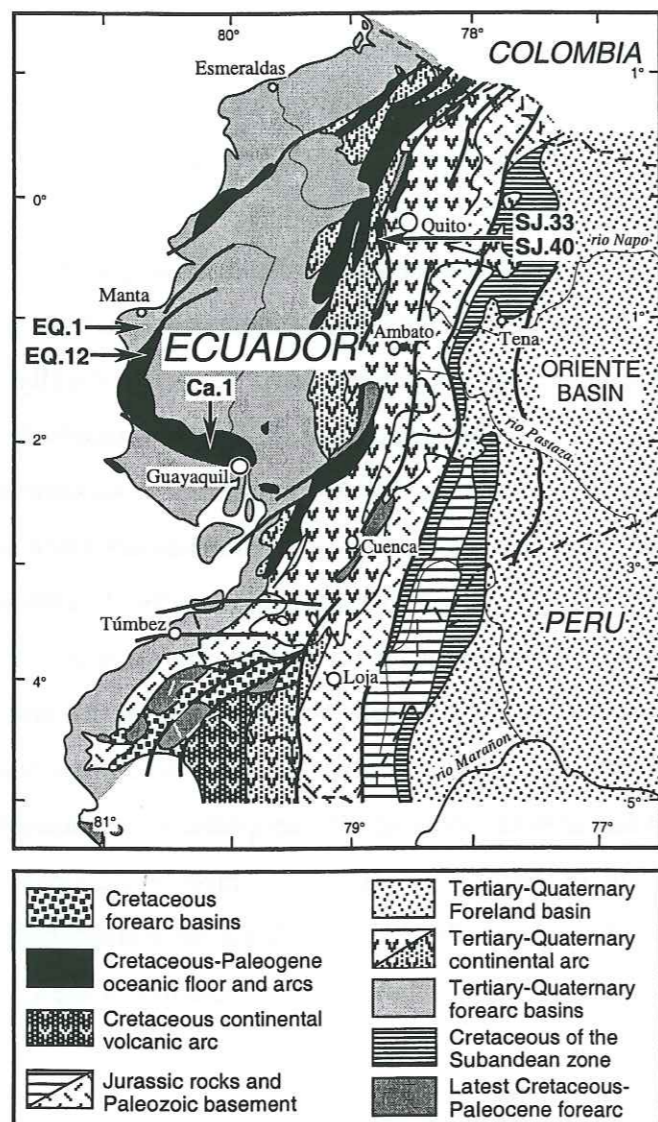 80°
78°
COLOMBIA
Esmeraldas
1°
0°
Quito
SJ.33
SJ.40
rio Napo
Manta
EQ.1
EQ.12
ECUADOR
Ambato
Tena
1°
Ca.1
ORIENTE
BASIN
2°
rio Pastaza
Guayaquil
Cuenca
3°
Túmbez
PERU
4°
Loja
rio Marañon
5°
81°
79°
77°
Cretaceous
forearc basins
Cretaceous-Paleogene
oceanic floor and arcs
Cretaceous continental
volcanic arc
Jurassic rocks and
Paleozoic basement
Tertiary-Quaternary
Foreland basin
Tertiary-Quaternary
continental arc
Tertiary-Quaternary
forearc basins
Cretaceous of the
Subandean zone
Latest Cretaceous-
Paleocene forearc